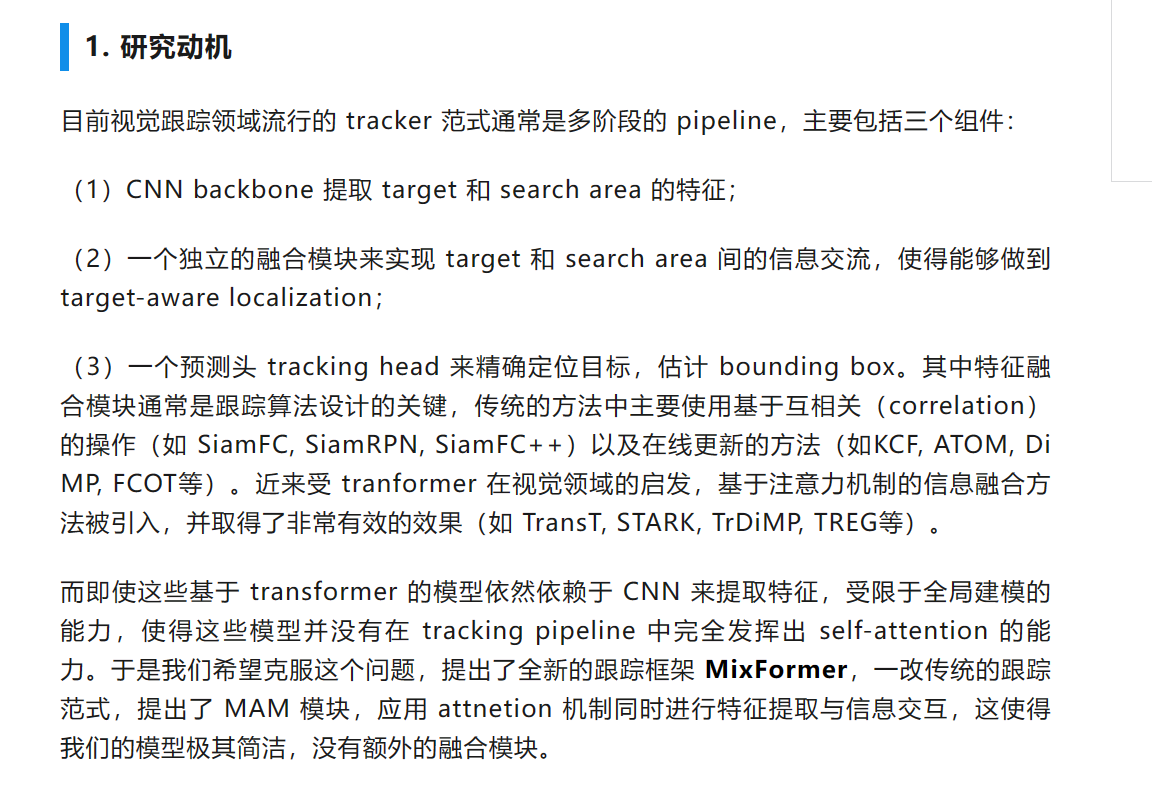 1. 研究动机
目前视觉跟踪领域流行的 tracker 范式通常是多阶段的 pipeline，主要包括三个组件：
（1）CNN backbone 提取 target 和 search area 的特征；
（2）一个独立的融合模块来实现 target 和 search area 间的信息交流，使得能够做到
target-aware localization；
（3）一个预测头 tracking head 来精确定位目标，估计 bounding box。其中特征融
合模块通常是跟踪算法设计的关键，传统的方法中主要使用基于互相关（correlation）
的操作（如 SiamFC, SiamRPN, SiamFC++）以及在线更新的方法（如KCF, ATOM, Di
MP, FCOT等）。近来受 tranformer 在视觉领域的启发，基于注意力机制的信息融合方
法被引入，并取得了非常有效的效果（如 TransT, STARK, TrDiMP, TREG等）。
而即使这些基于 transformer 的模型依然依赖于 CNN 来提取特征，受限于全局建模的
能力，使得这些模型并没有在 tracking pipeline 中完全发挥出 self-attention 的能
力。于是我们希望克服这个问题，提出了全新的跟踪框架 MixFormer，一改传统的跟踪
范式，提出了 MAM 模块，应用 attnetion 机制同时进行特征提取与信息交互，这使得
我们的模型极其简洁，没有额外的融合模块。